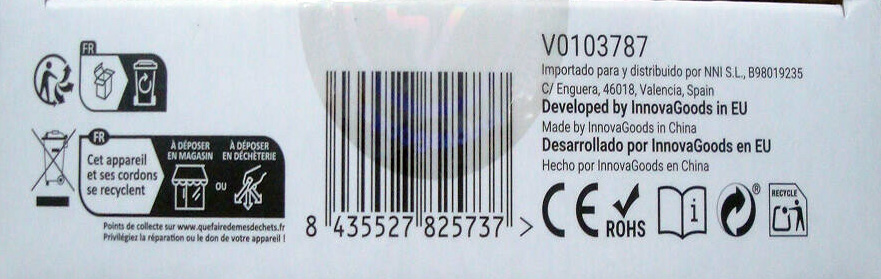 FR
FR
Cet appareil
et ses cordons
se recyclent
À DÉPOSER
EN MAGASIN
OU
À DÉPOSER
EN DÉCHÈTERIE
Points de collecte sur www.quefairedemesdechets.fr
Privilégiez la réparation ou le don de votre appareil !
8 435527 825737 >
V0103787
Importado para y distribuido por NNI S.L., B98019235
C/ Enguera, 46018, Valencia, Spain
Developed by InnovaGoods in EU
Made by InnovaGoods in China
Desarrollado por InnovaGoods en EU
Hecho por InnovaGoods en China
CE
ROHS
i
®
RECYCLE